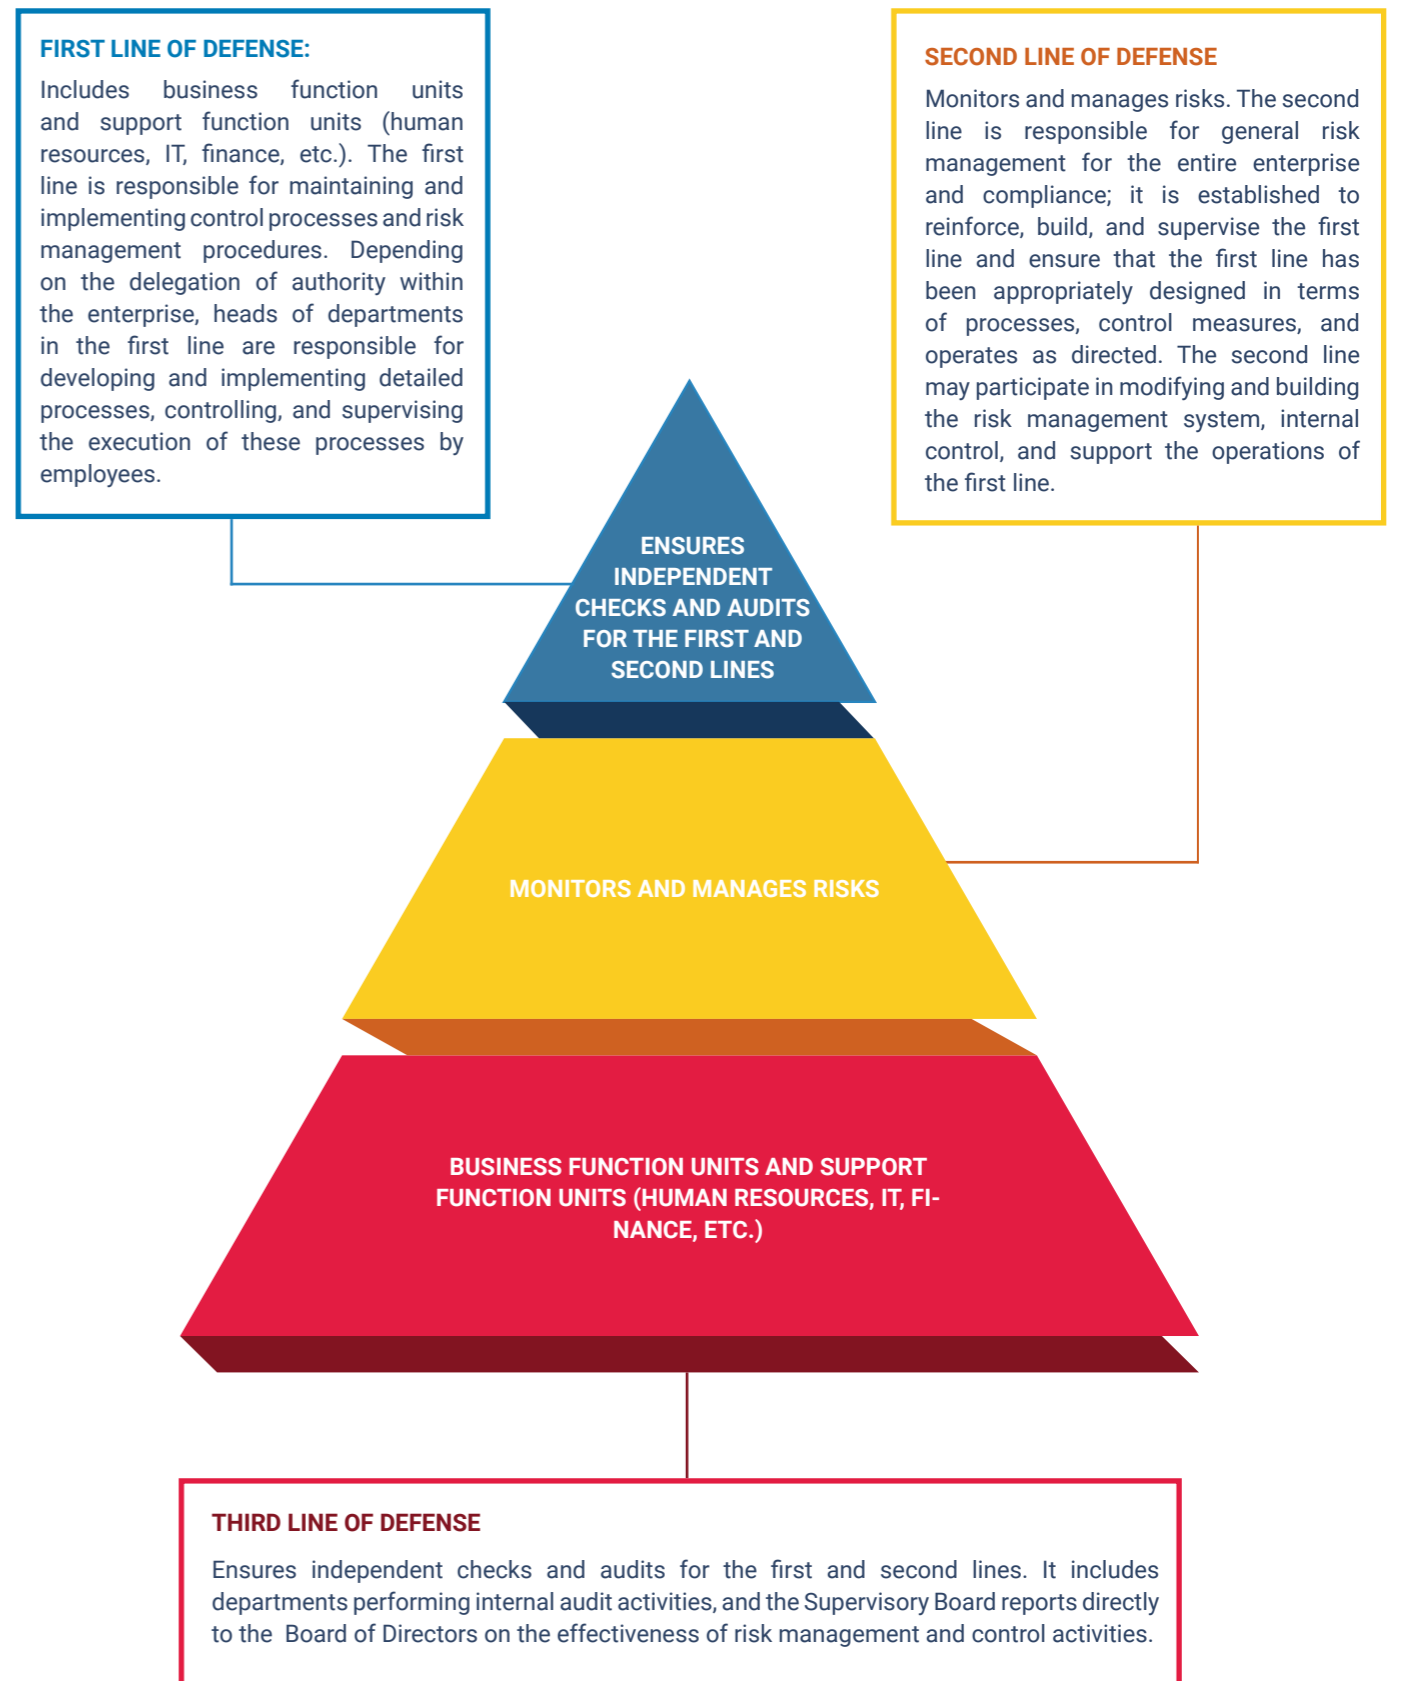 FIRST LINE OF DEFENSE:
Includes business function units
and support function units (human
resources, IT, finance, etc.). The first
line is responsible for maintaining and
implementing control processes and risk
management procedures. Depending
on the delegation of authority within
the enterprise, heads of departments
in the first line are responsible for
developing and implementing detailed
processes, controlling, and supervising
the execution of these processes by
employees.
SECOND LINE OF DEFENSE
Monitors and manages risks. The second
line is responsible for general risk
management for the entire enterprise
and compliance; it is established to
reinforce, build, and supervise the first
line and ensure that the first line has
been appropriately designed in terms
of processes, control measures, and
operates as directed. The second line
may participate in modifying and building
the risk management system, internal
control, and support the operations of
the first line.
ENSURES
INDEPENDENT
CHECKS AND AUDITS
FOR THE FIRST AND
SECOND LINES
MONITORS AND MANAGES RISKS
BUSINESS FUNCTION UNITS AND SUPPORT
FUNCTION UNITS (HUMAN RESOURCES, IT, FI-
NANCE, ETC.)
THIRD LINE OF DEFENSE
Ensures independent checks and audits for the first and second lines. It includes
departments performing internal audit activities, and the Supervisory Board reports directly
to the Board of Directors on the effectiveness of risk management and control activities.